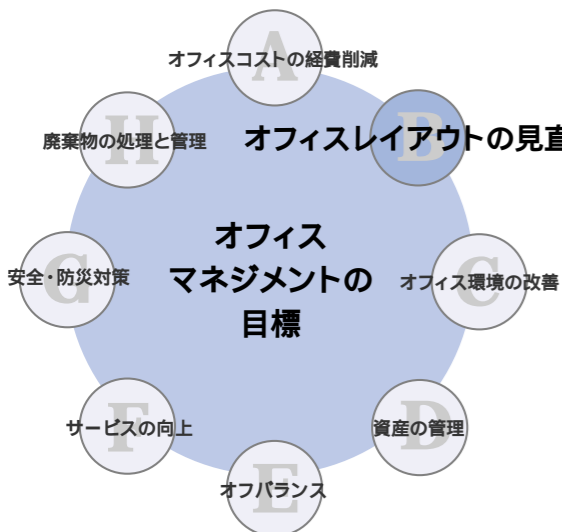 A
オフィスコストの経費削減
B
オフィスレイアウトの見直
C
オフィス環境の改善
D
資産の管理
E
オフバランス
F
サービスの向上
G
安全・防災対策
H
廃棄物の処理と管理
オフィス
マネジメントの
目標